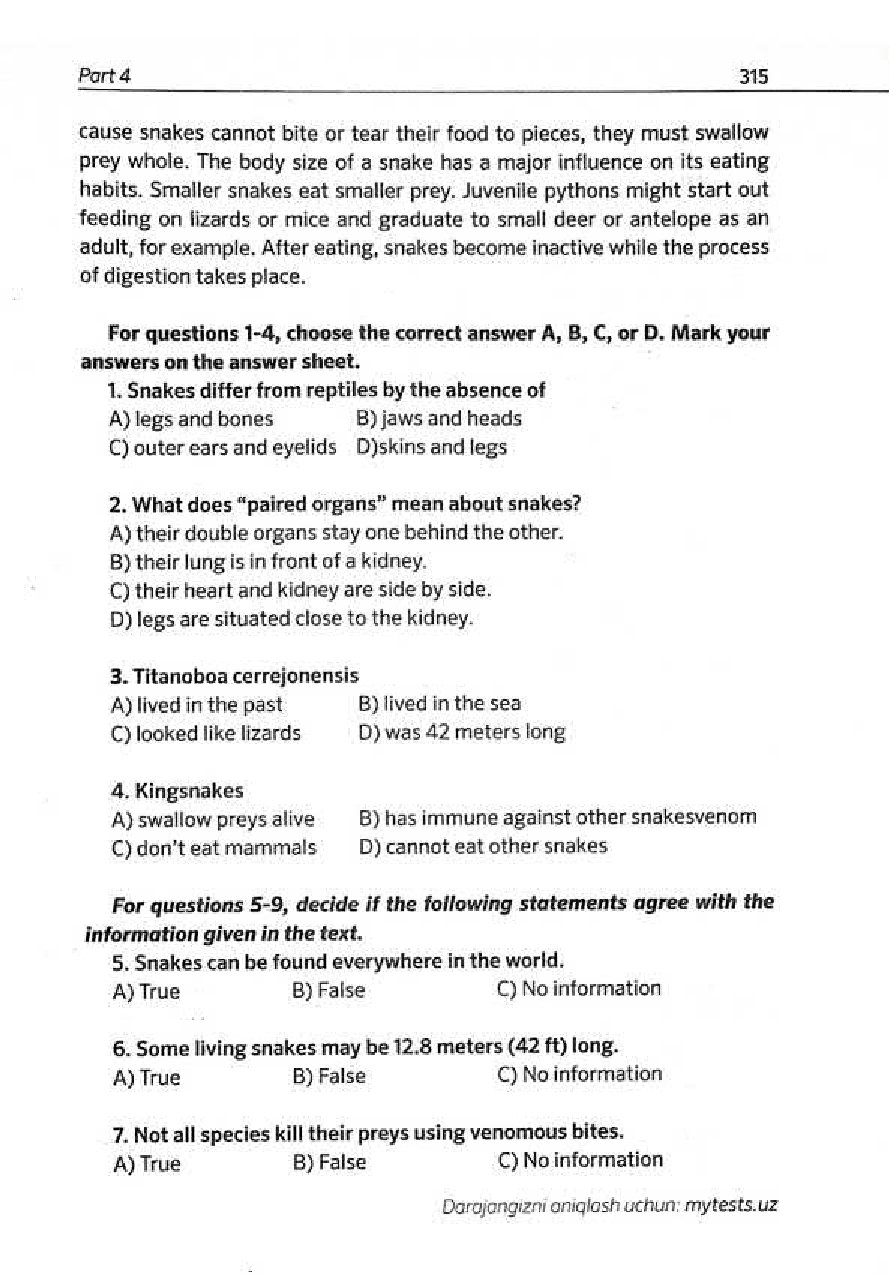 Part 4 315
cause snakes cannot bite or tear their food to pieces, they must swallow
prey whole. The body size of a snake has a major influence on its eating
habits. Smaller snakes eat smaller prey. Juvenile pythons might start out
feeding on lizards or mice and graduate to small deer or antelope as an
adult, for example. After eating, snakes become inactive while the process
of digestion takes place.
For questions 1-4, choose the correct answer A, B, C, or D. Mark your
answers on the answer sheet.
1. Snakes differ from reptiles by the absence of
A) legs and bones B) jaws and heads
C) outer ears and eyelids D)skins and legs
2. What does “paired organs” mean about snakes?
A) their double organs stay one behind the other.
B) their lung is in front of a kidney.
C) their heart and kidney are side by side.
D) legs are situated close to the kidney.
3. Titanoboa cerrejonensis
A) lived in the past B) lived in the sea
C) looked like lizards D) was 42 meters long
4. Kingsnakes
A) swallow preys alive B) has immune against other snakesvenom
C) don't eat mammals D) cannot eat other snakes
For questions 5-9, decide if the following statements agree with the
information given in the text.
5. Snakes can be found everywhere in the world.
A) True B) False C) No information
6. Some living snakes may be 12.8 meters (42 ft) long.
A) True B) False C) No information
7. Not all species kill their preys using venomous bites.
A) True B) False C) No information
Darajangizni aniqlash uchun: mytests.uz